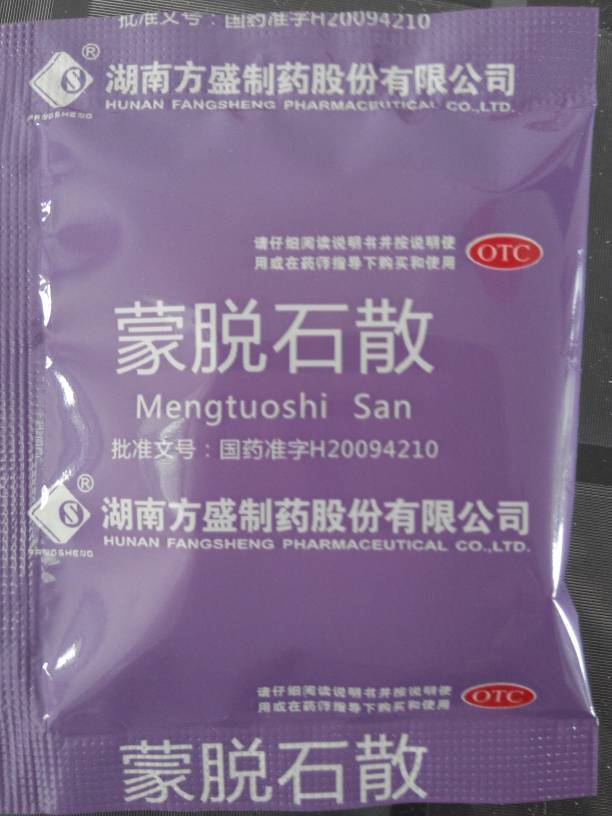 批准文号：国药准字H20094210
®
湖南方盛制药股份有限公司
HUNAN FANGSHENG PHARMACEUTICAL CO.,LTD.
FANGSHENG
请仔细阅读说明书并按说明使
用或在药师指导下购买和使用
OTC
蒙脱石散
Mengtuoshi San
批准文号：国药准字H20094210
®
湖南方盛制药股份有限公司
HUNAN FANGSHENG PHARMACEUTICAL CO.,LTD.
FANGSHENG
请仔细阅读说明书并按说明使
用或在药师指导下购买和使用
OTC
蒙脱石散